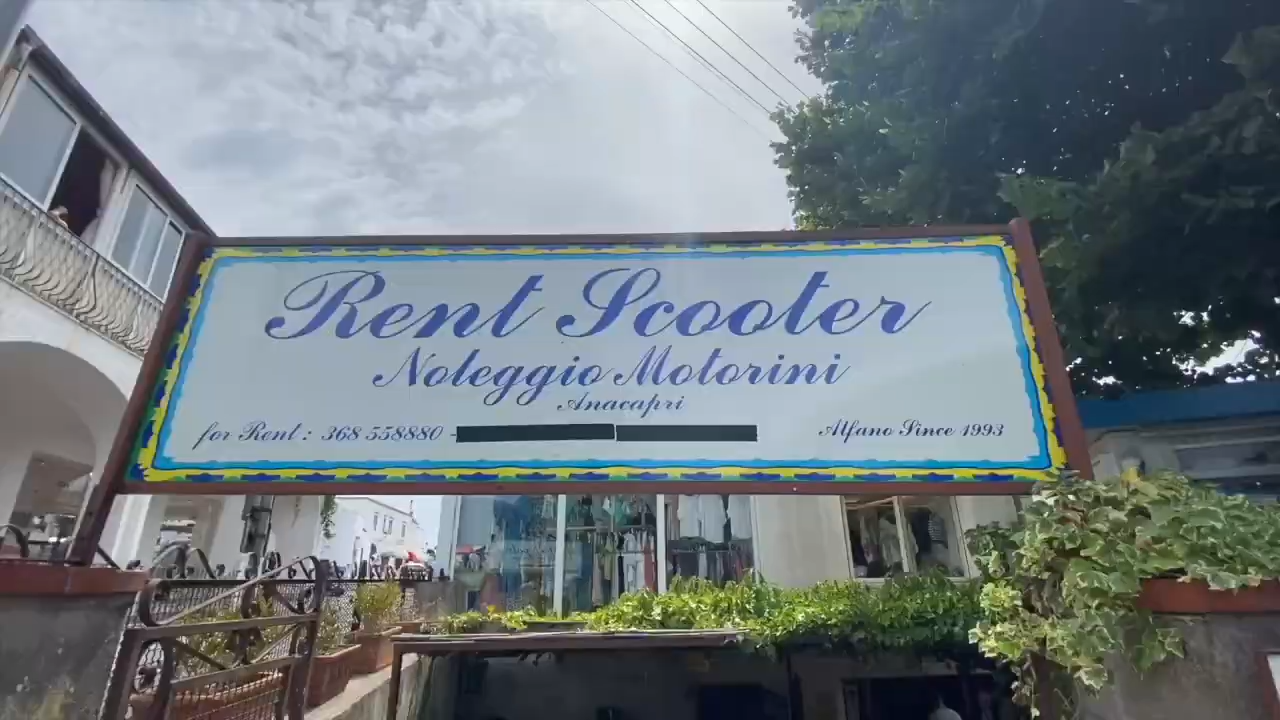 Rent Scooter
Noleggio Motorini
Anacapri
for Rent : 368 558880 -
Alfano Since 1993